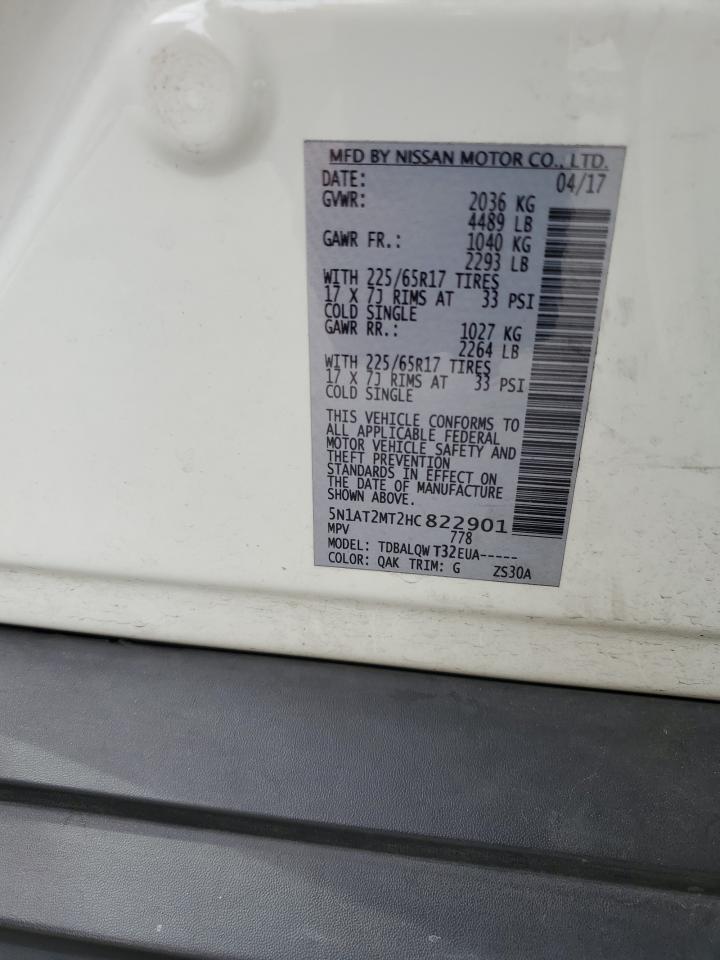 MFD BY NISSAN MOTOR CO., LTD.
DATE: 04/17
GVWR: 2036 KG
4489 LB
GAWR FR.: 1040 KG
2293 LB
WITH 225/65R17 TIRES
17 X 7J RIMS AT 33 PSI
COLD SINGLE
GAWR RR.: 1027 KG
2264 LB
WITH 225/65R17 TIRES
17 X 7J RIMS AT 33 PSI
COLD SINGLE
THIS VEHICLE CONFORMS TO
ALL APPLICABLE FEDERAL
MOTOR VEHICLE SAFETY AND
THEFT PREVENTION
STANDARDS IN EFFECT ON
THE DATE OF MANUFACTURE
SHOWN ABOVE.
5N1AT2MT2HC822901
MPV 778
MODEL: TDBALQW T32EUA-----
COLOR: QAK TRIM: G ZS30A